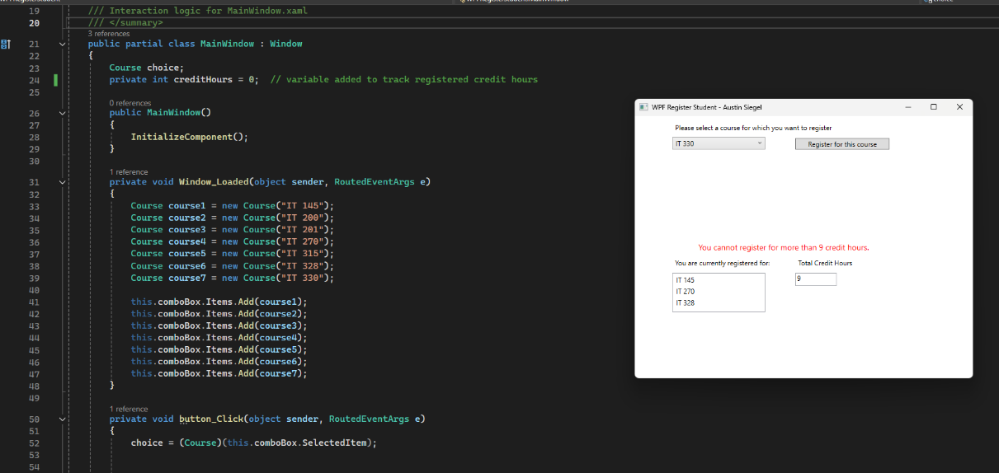 19 /// Interaction logic for MainWindow.xaml
20 /// </summary>
3 references
21 public partial class MainWindow : Window
22 {
23 Course choice;
24 private int creditHours = 0; // variable added to track registered credit hours
25
0 references
26 public MainWindow()
27 {
28 InitializeComponent();
29 }
30
1 reference
31 private void Window_Loaded(object sender, RoutedEventArgs e)
32 {
33 Course course1 = new Course("IT 145");
34 Course course2 = new Course("IT 200");
35 Course course3 = new Course("IT 201");
36 Course course4 = new Course("IT 270");
37 Course course5 = new Course("IT 315");
38 Course course6 = new Course("IT 328");
39 Course course7 = new Course("IT 330");
40
41 this.comboBox.Items.Add(course1);
42 this.comboBox.Items.Add(course2);
43 this.comboBox.Items.Add(course3);
44 this.comboBox.Items.Add(course4);
45 this.comboBox.Items.Add(course5);
46 this.comboBox.Items.Add(course6);
47 this.comboBox.Items.Add(course7);
48 }
49
1 reference
50 private void button_Click(object sender, RoutedEventArgs e)
51 {
52 choice = (Course)(this.comboBox.SelectedItem);
53
54
WPF Register Student - Austin Siegel
Please select a course for which you want to register
IT 330 Register for this course
You cannot register for more than 9 credit hours.
You are currently registered for: Total Credit Hours
IT 145 9
IT 270
IT 328